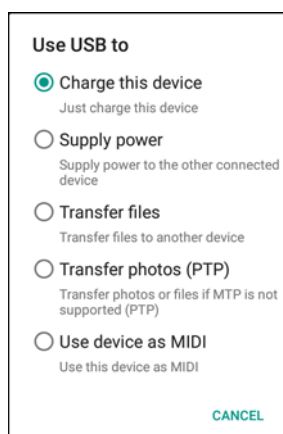 Use USB to
Charge this device
Just charge this device
Supply power
Supply power to the other connected
device
Transfer files
Transfer files to another device
Transfer photos (PTP)
Transfer photos or files if MTP is not
supported (PTP)
Use device as MIDI
Use this device as MIDI
CANCEL